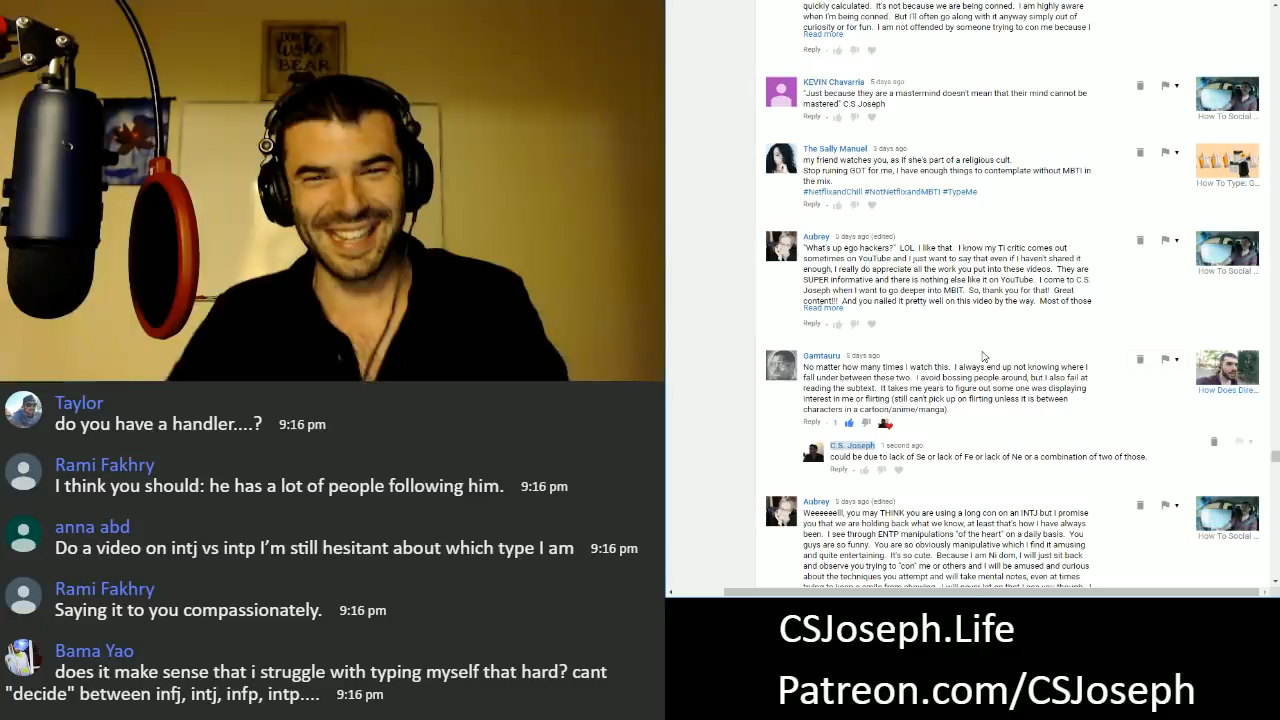 DON'T
WAKE
BEAR
Taylor
do you have a handler....? 9:16 pm
Rami Fakhry
I think you should: he has a lot of people following him. 9:16 pm
anna abd
Do a video on intj vs intp I'm still hesitant about which type I am 9:16 pm
Rami Fakhry
Saying it to you compassionately. 9:16 pm
Bama Yao
does it make sense that i struggle with typing myself that hard? cant
"decide" between infj, intj, infp, intp.... 9:16 pm
quickly calculated. It's not because we are being conned. I am highly aware
when I'm being conned. But I'll often go along with it anyway simply out of
curiosity or for fun. I am not offended by someone trying to con me because I
Read more
Reply
KEVIN Chavarria 5 days ago
"Just because they are a mastermind doesn't mean that their mind cannot be
mastered" C.S Joseph
Reply
How To Social ...
The Sally Manuel 5 days ago
my friend watches you, as if she's part of a religious cult.
Stop ruining GOT for me, I have enough things to contemplate without MBTI in
the mix.
#NetflixandChill #NotNetflixandMBTI #TypeMe
Reply
How To Type: G...
Aubrey 5 days ago (edited)
"What's up ego hackers?" LOL I like that. I know my Ti critic comes out
sometimes on YouTube and I just want to say that even if I haven't shared it
enough, I really do appreciate all the work you put into these videos. They are
SUPER informative and there is nothing else like it on YouTube. I come to C.S.
Joseph when I want to go deeper into MBIT. So, thank you for that! Great
content!!! And you nailed it pretty well on this video by the way. Most of those
Read more
Reply
How To Social ...
Gamtauru 5 days ago
No matter how many times I watch this. I always end up not knowing where I
fall under between these two. I avoid bossing people around, but I also fail at
reading the subtext. It takes me years to figure out some one was displaying
interest in me or flirting (still can't pick up on flirting unless it is between
characters in a cartoon/anime/manga).
Reply 1
How Does Dire...
C.S. Joseph 1 second ago
could be due to lack of Se or lack of Fe or lack of Ne or a combination of two of those.
Reply
Aubrey 5 days ago (edited)
Weeeeeelll, you may THINK you are using a long con on an INTJ but I promise
you that we are holding back what we know, at least that's how I have always
been. I see through ENTP manipulations "of the heart" on a daily basis. You
guys are so funny. You are so obviously manipulative which i find it amusing
and quite entertaining. It's so cute. Because I am Ni dom, I will just sit back
and observe you trying to "con" me or others and I will be amused and curious
about the techniques you attempt and will take mental notes, even at times
How To Social ...
CSJoseph.Life
Patreon.com/CSJoseph